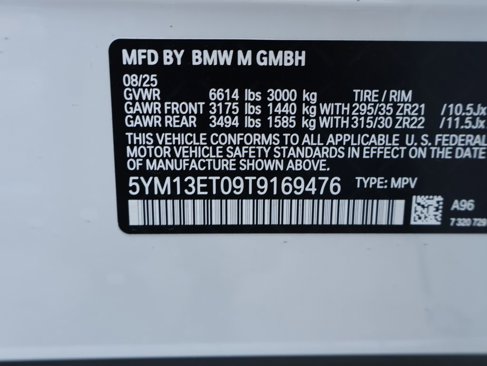 MFD BY BMW M GMBH
08/25
GVWR 6614 lbs 3000 kg TIRE / RIM
GAWR FRONT 3175 lbs 1440 kg WITH 295/35 ZR21 /10.5Jx
GAWR REAR 3494 lbs 1585 kg WITH 315/30 ZR22 /11.5Jx
THIS VEHICLE CONFORMS TO ALL APPLICABLE U.S. FEDERAL
MOTOR VEHICLE SAFETY STANDARDS IN EFFECT ON THE DATE
OF MANUFACTURE SHOWN ABOVE.
5YM13ET09T9169476 TYPE: MPV
A96
7 320 729